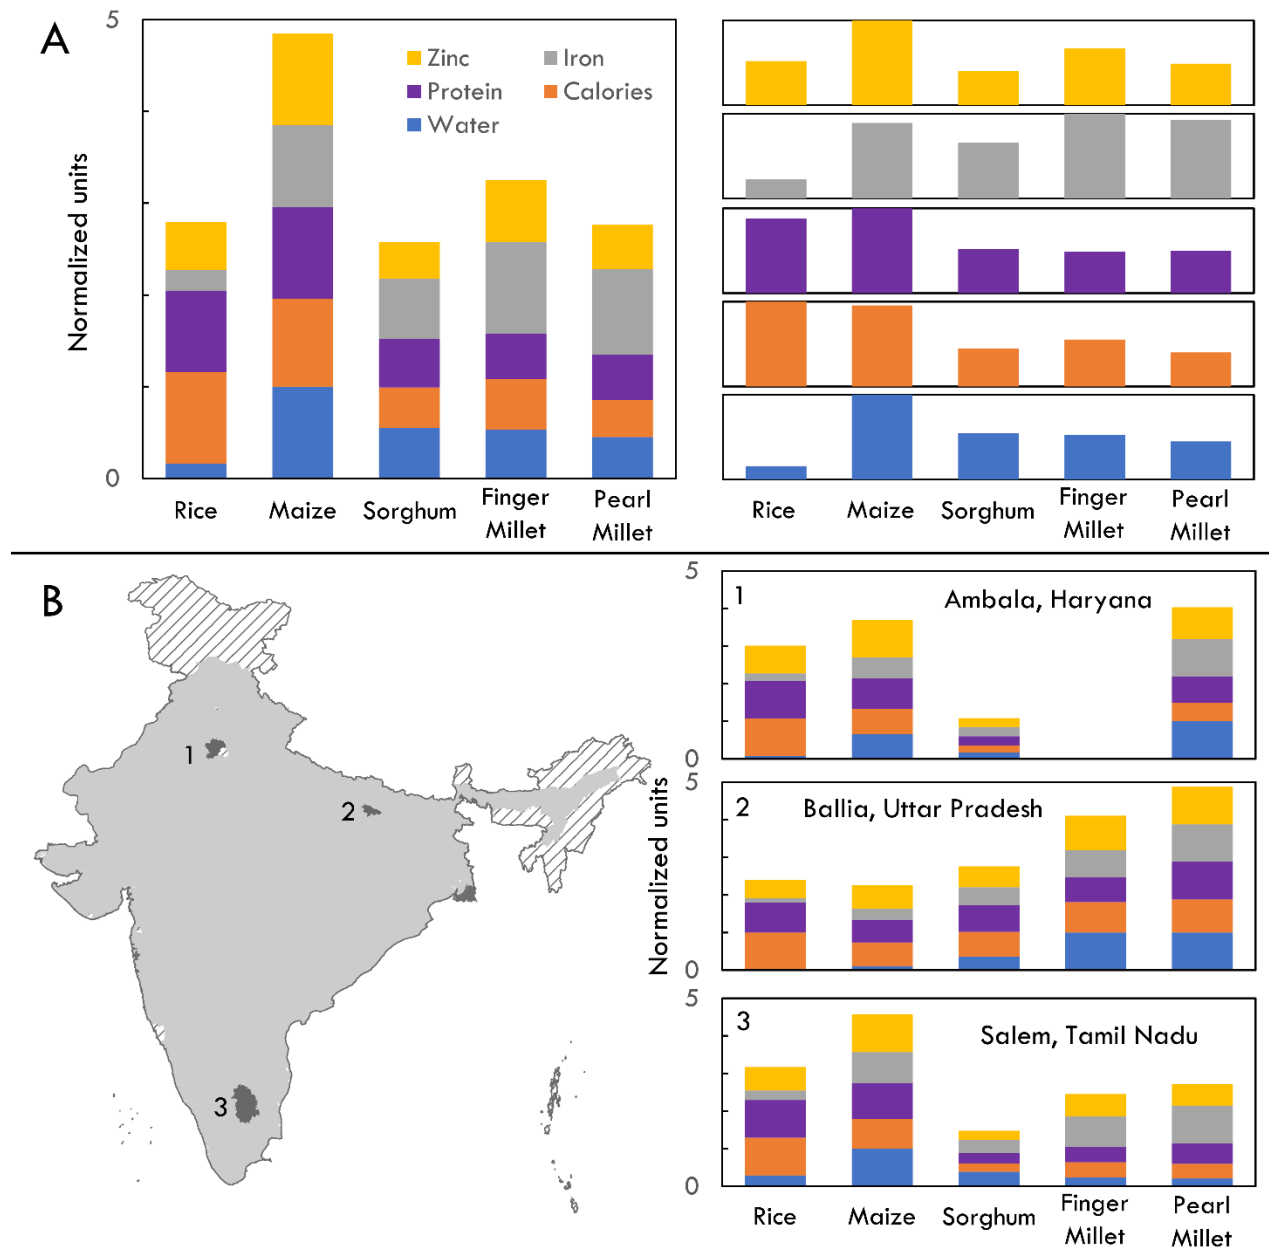 A
5
Zinc
Iron
Protein
Calories
Water
Normalized units
0
Rice
Maize
Sorghum
Finger
Millet
Pearl
Millet
Rice
Maize
Sorghum
Finger
Millet
Pearl
Millet
B
1
2
3
5
1
Ambala, Haryana
0
5
2
Ballia, Uttar Pradesh
Normalized units
0
5
3
Salem, Tamil Nadu
0
Rice
Maize
Sorghum
Finger
Millet
Pearl
Millet